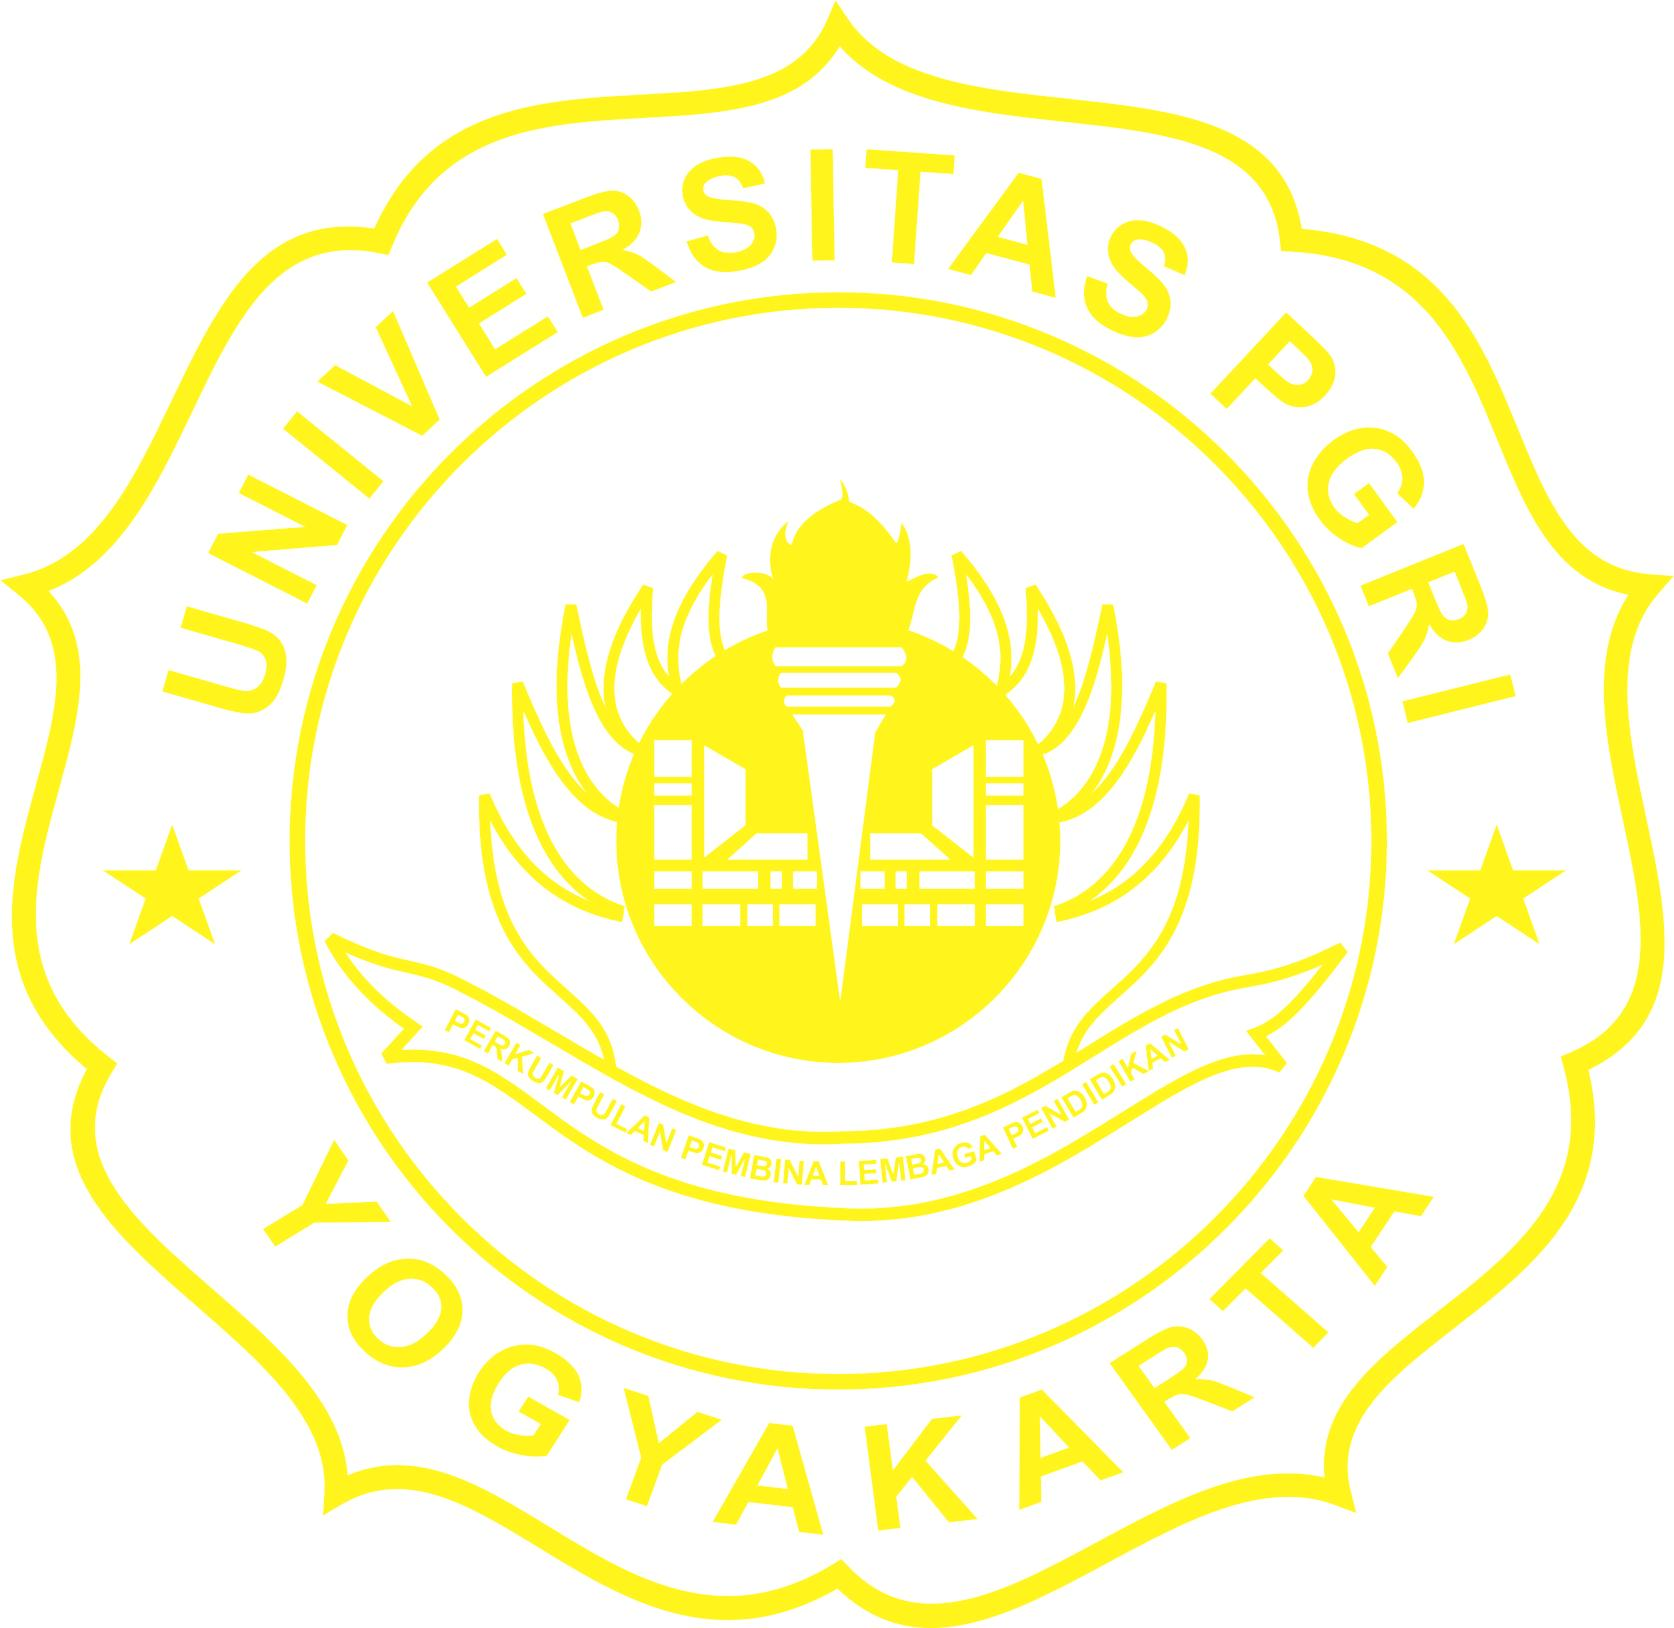 UNIVERSITAS PGRI
PERKUMPULAN PEMBINA LEMBAGA PENDIDIKAN
YOGYAKARTA